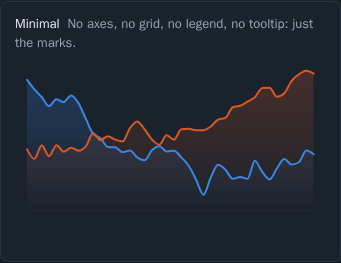 Minimal No axes, no grid, no legend, no tooltip: just
the marks.